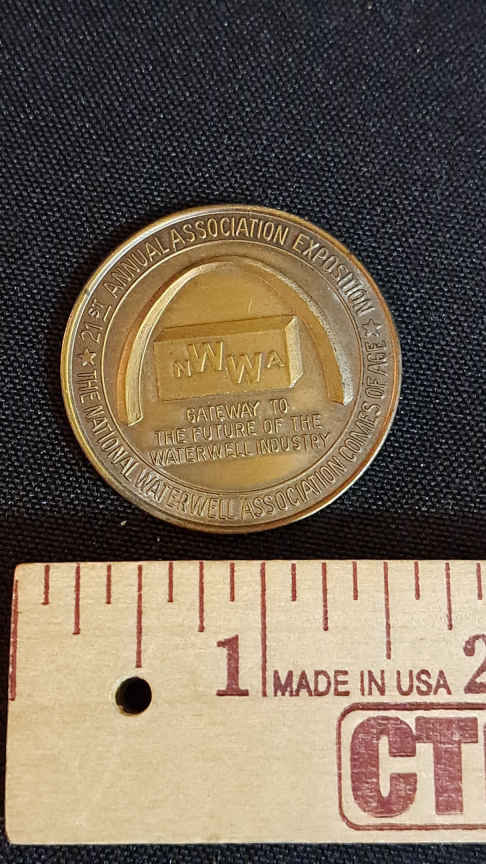 21ST ANNUAL ASSOCIATION EXPOSITION
NWWA
GATEWAY TO
THE FUTURE OF THE
WATERWELL INDUSTRY
★ THE NATIONAL WATERWELL ASSOCIATION COMES OF AGE ★
1 MADE IN USA 2
CT